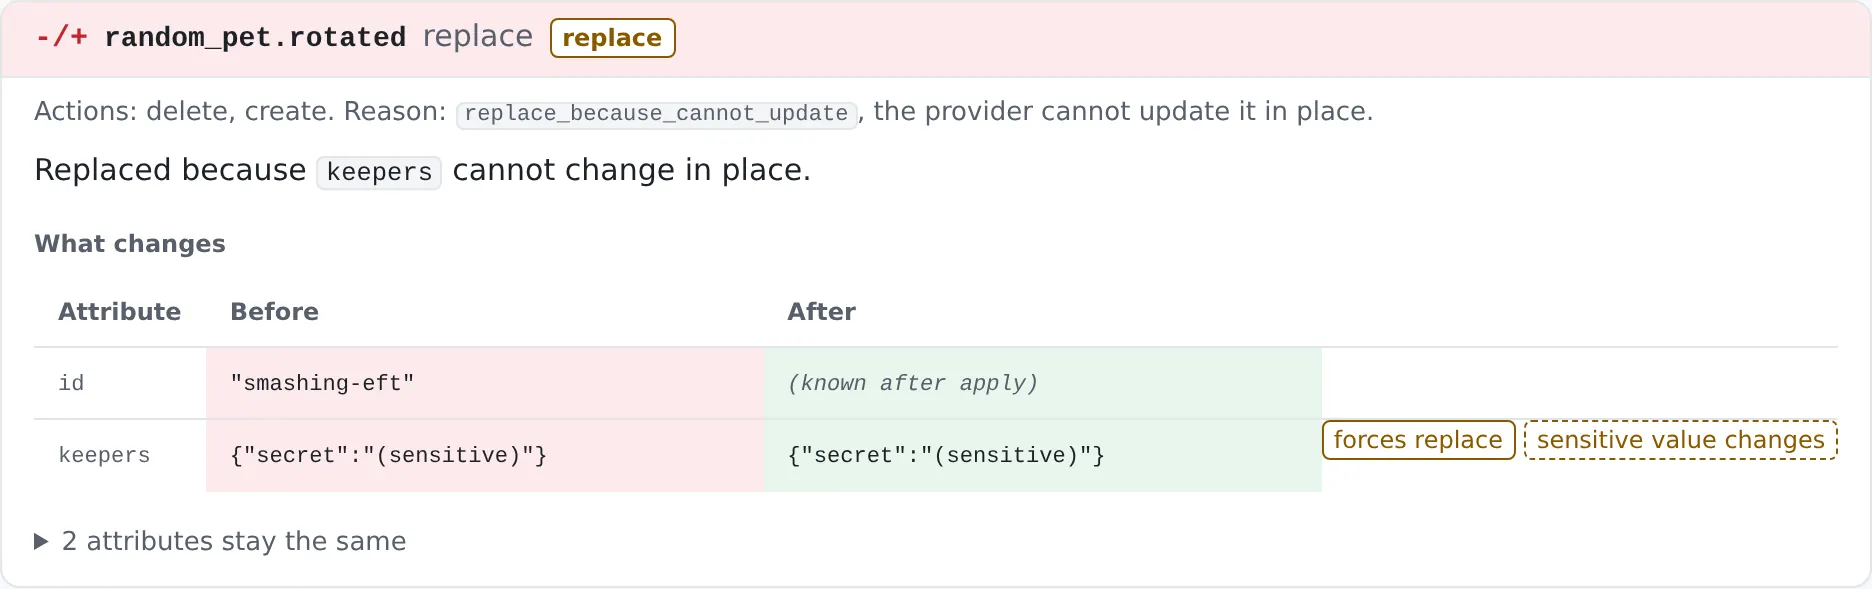 -/+ random_pet.rotated replace replace
Actions: delete, create. Reason: replace_because_cannot_update, the provider cannot update it in place.
Replaced because keepers cannot change in place.
What changes
Attribute Before After
id "smashing-eft" (known after apply)
keepers {"secret":"(sensitive)"} {"secret":"(sensitive)"} forces replace sensitive value changes
▶ 2 attributes stay the same